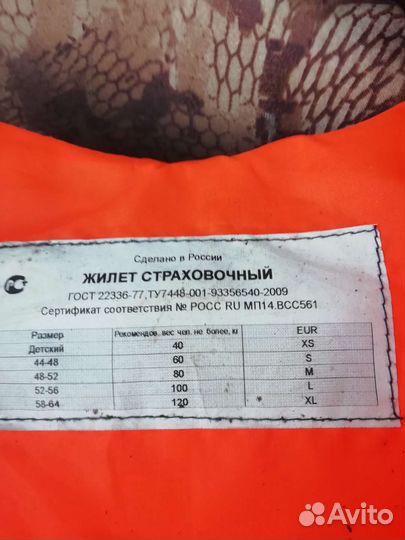 Сделано в России
ЖИЛЕТ СТРАХОВОЧНЫЙ
ГОСТ 22336-77,ТУ7448-001-93356540-2009
Сертификат соответствия № РОСС RU МП14.ВСС561
Размер Рекомендов. вес чел. не более, кг EUR
Детский 40 XS
44-48 60 S
48-52 80 M
52-56 100 L
58-64 120 XL
Avito